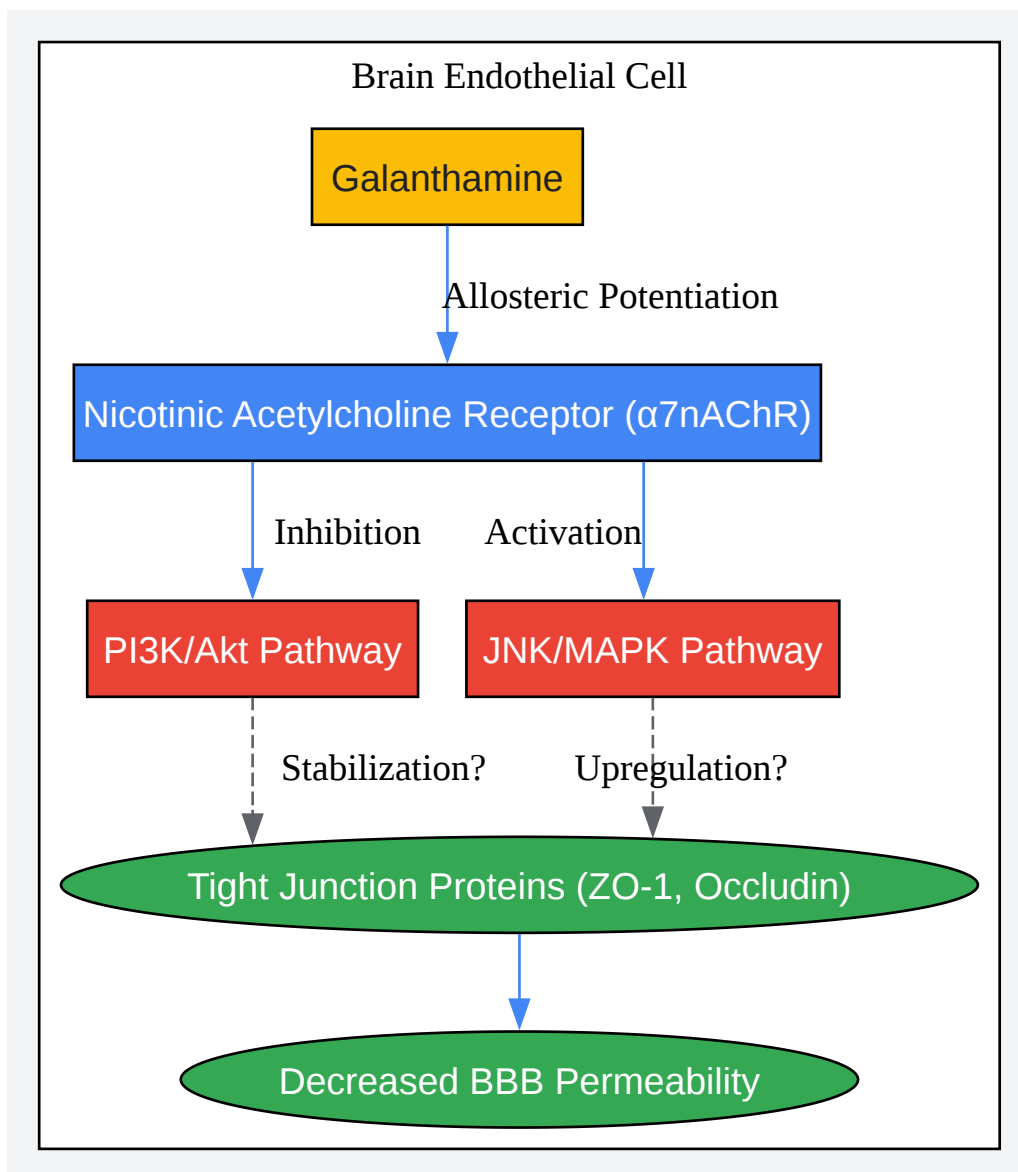 Brain Endothelial Cell
Galanthamine
Allosteric Potentiation
Nicotinic Acetylcholine Receptor (α7nAChR)
Inhibition
Activation
PI3K/Akt Pathway
JNK/MAPK Pathway
Stabilization?
Upregulation?
Tight Junction Proteins (ZO-1, Occludin)
Decreased BBB Permeability